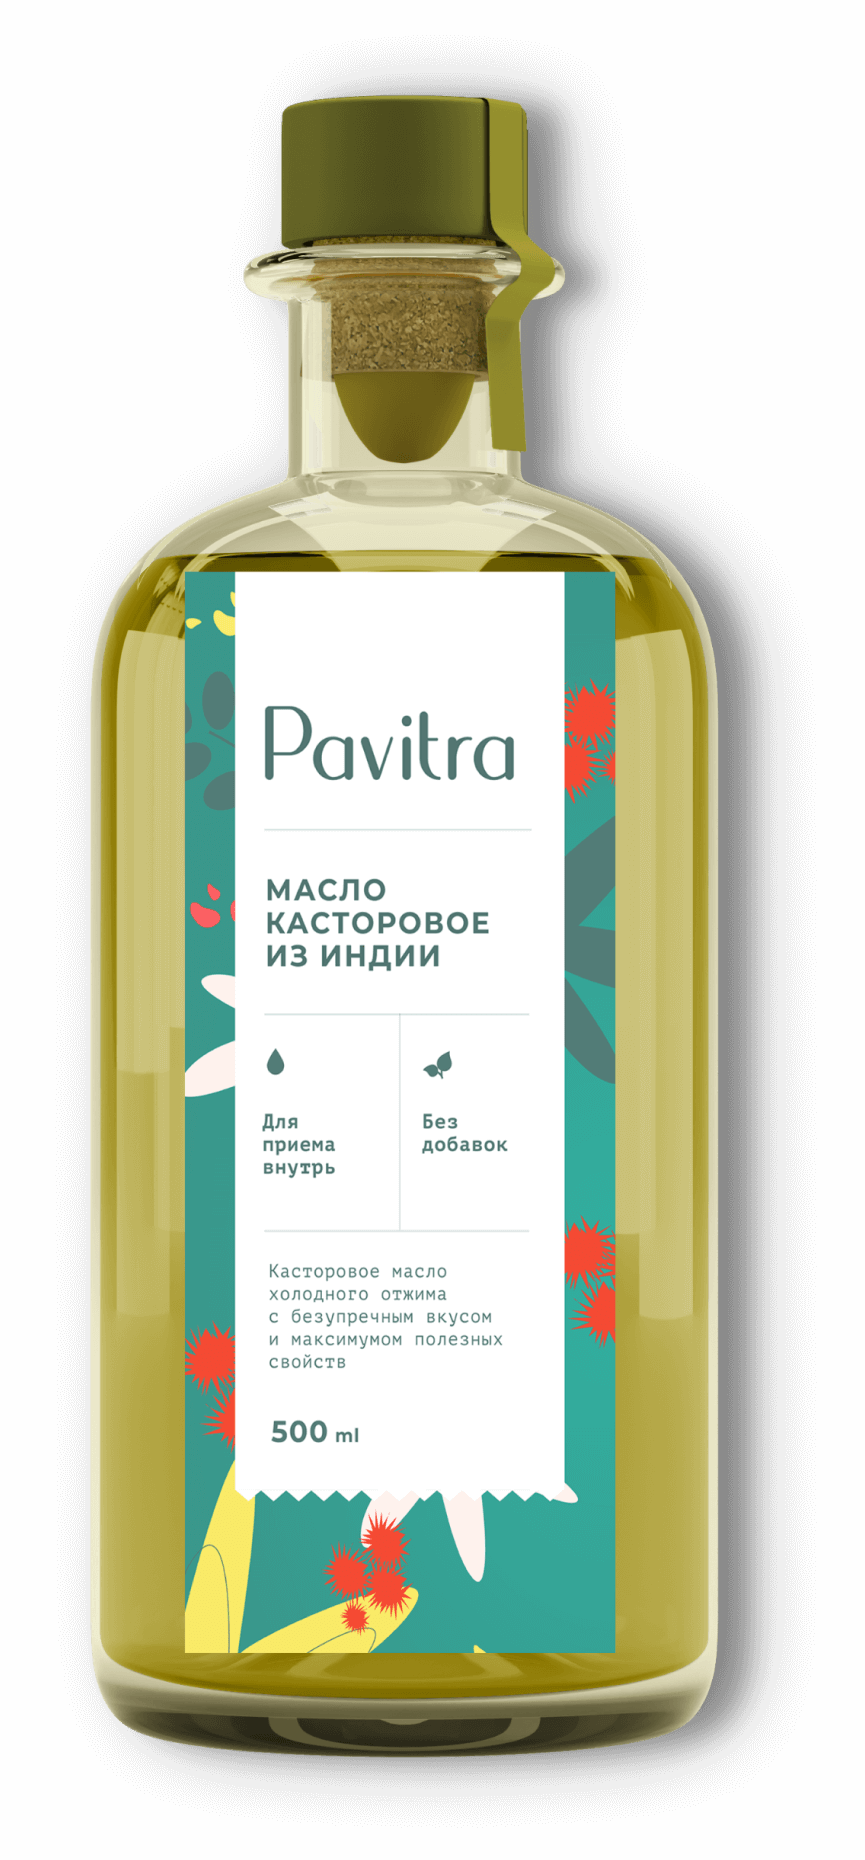 Pavitra
МАСЛО
КАСТОРОВОЕ
ИЗ ИНДИИ
Для
приема
внутрь
Без
добавок
Касторовое масло
холодного отжима
с безупречным вкусом
и максимумом полезных
свойств
500 ml